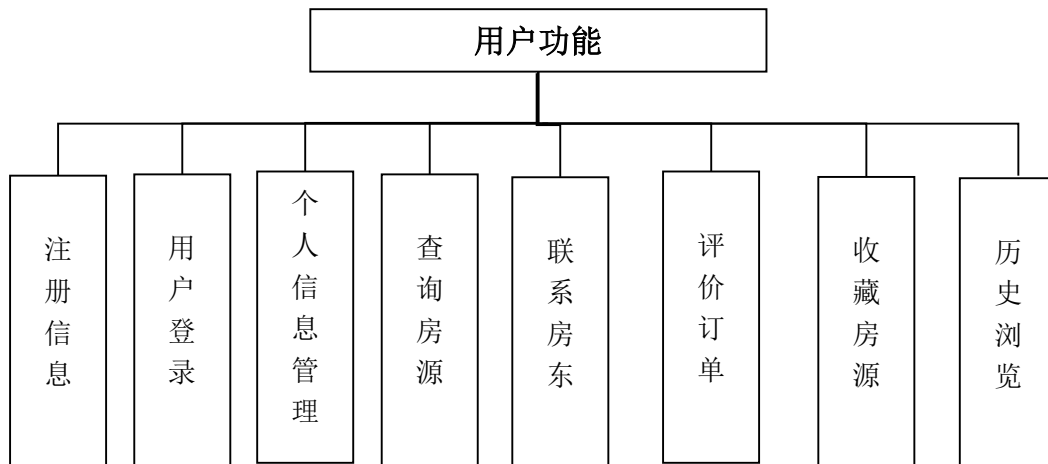 用户功能
注册信息
用户登录
个人信息管理
查询房源
联系房东
评价订单
收藏房源
历史浏览